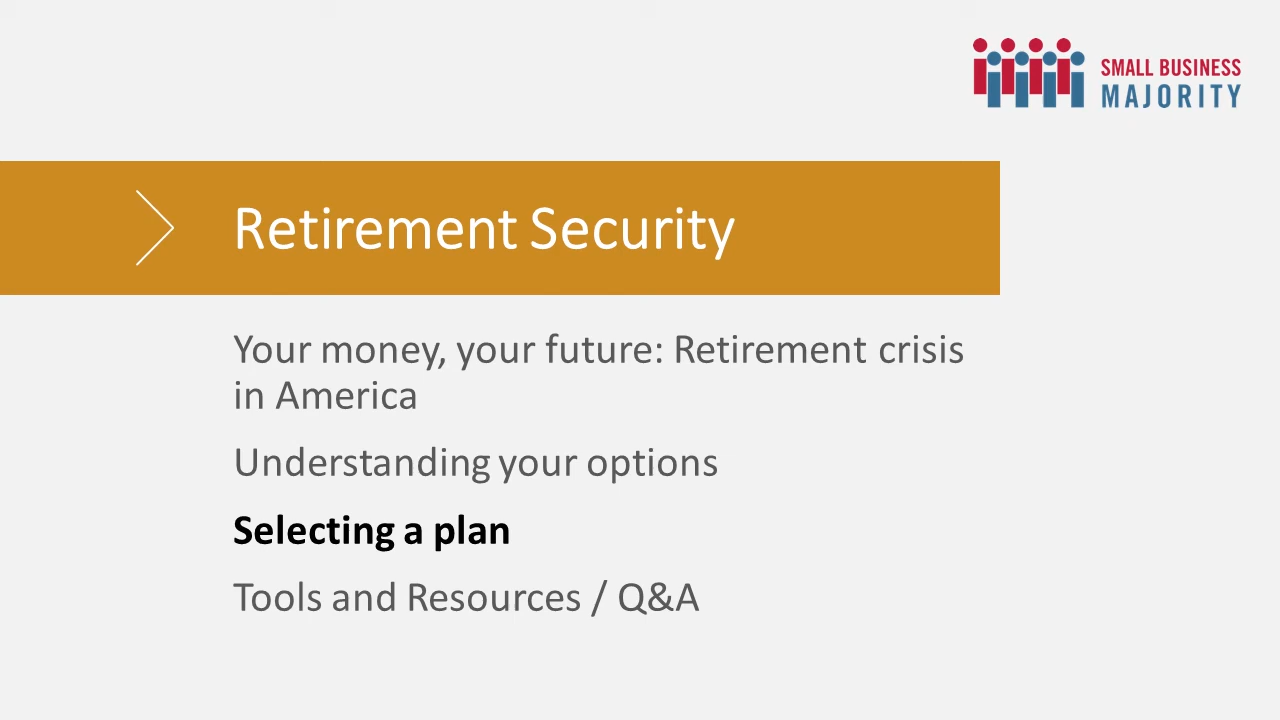 SMALL BUSINESS
MAJORITY
Retirement Security
Your money, your future: Retirement crisis
in America
Understanding your options
Selecting a plan
Tools and Resources / Q&A